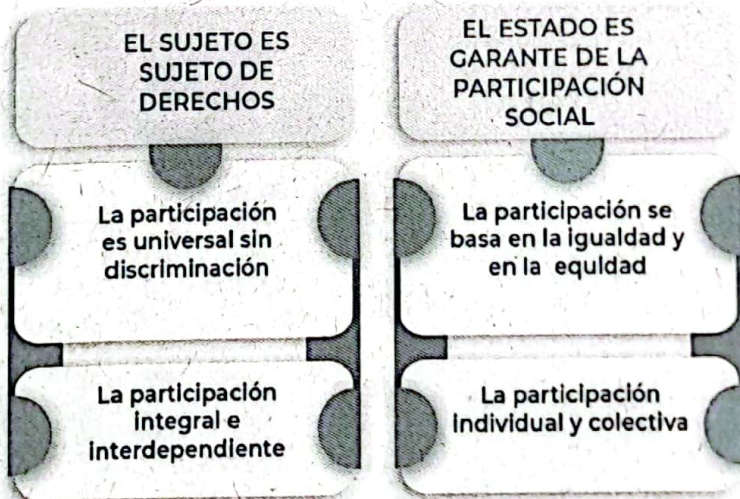 EL SUJETO ES
SUJETO DE
DERECHOS
La participación
es universal sin
discriminación
La participación
integral e
interdependiente
EL ESTADO ES
GARANTE DE LA
PARTICIPACIÓN
SOCIAL
La participación se
basa en la igualdad y
en la equidad
La participación
individual y colectiva